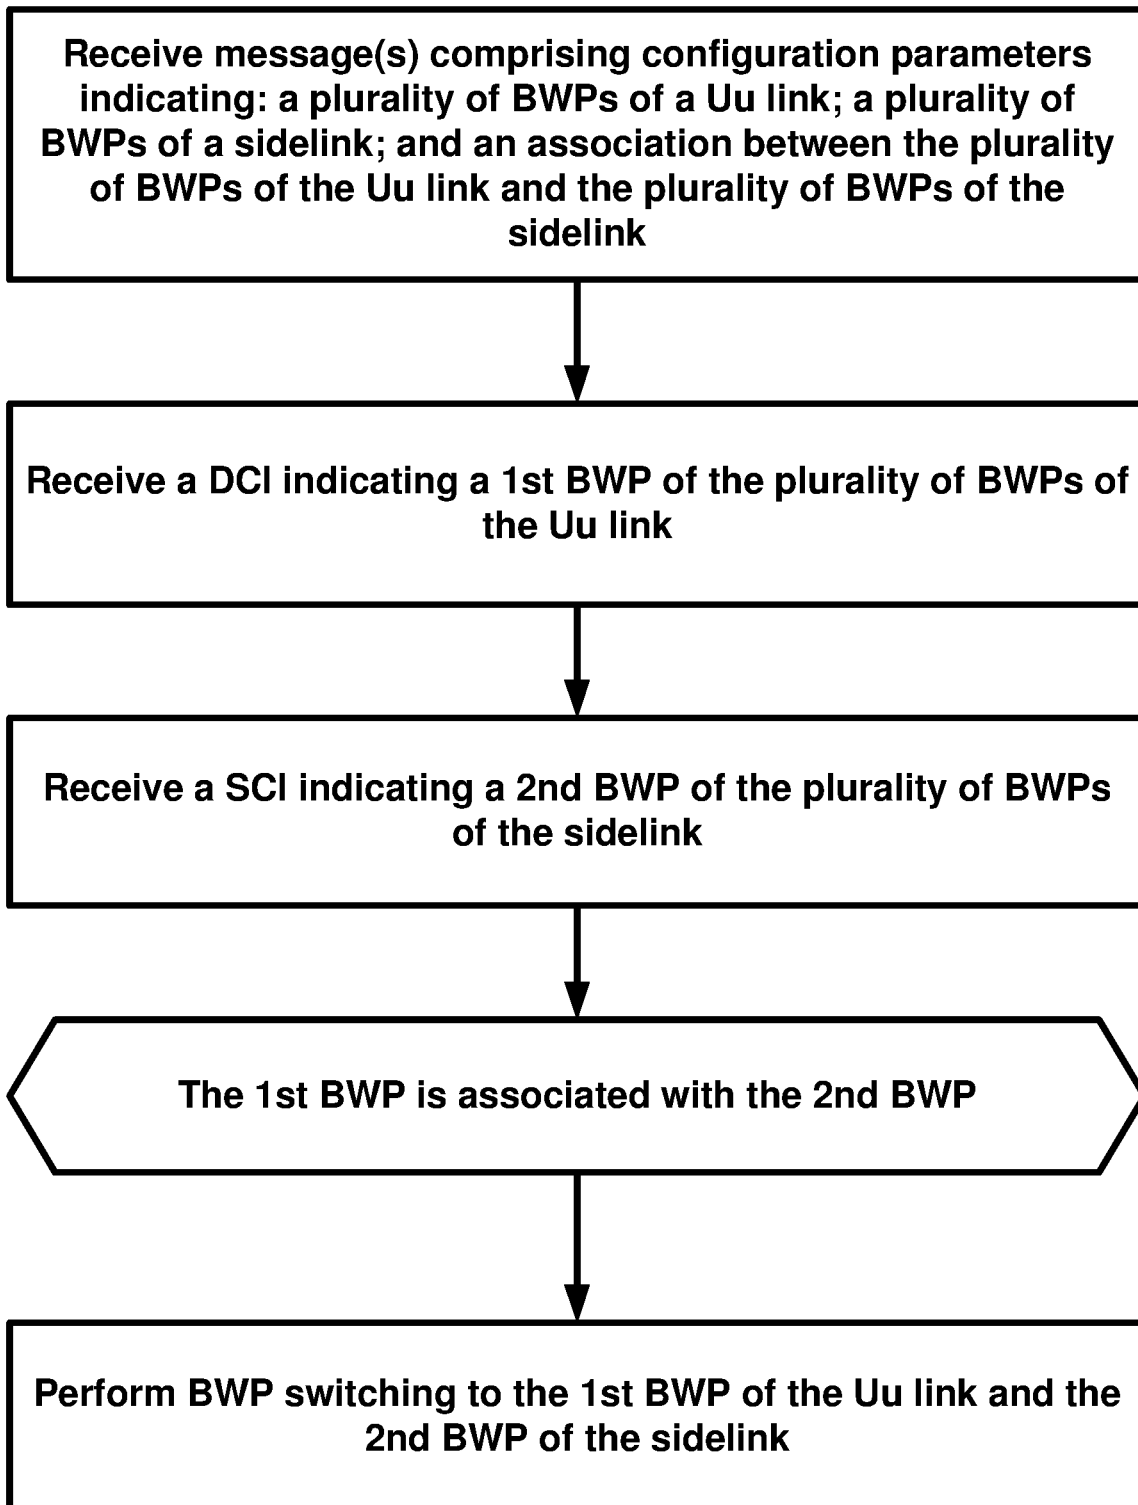 Receive message(s) comprising configuration parameters
indicating: a plurality of BWPs of a Uu link; a plurality of
BWPs of a sidelink; and an association between the plurality
of BWPs of the Uu link and the plurality of BWPs of the
sidelink
Receive a DCI indicating a 1st BWP of the plurality of BWPs of
the Uu link
Receive a SCI indicating a 2nd BWP of the plurality of BWPs
of the sidelink
The 1st BWP is associated with the 2nd BWP
Perform BWP switching to the 1st BWP of the Uu link and the
2nd BWP of the sidelink